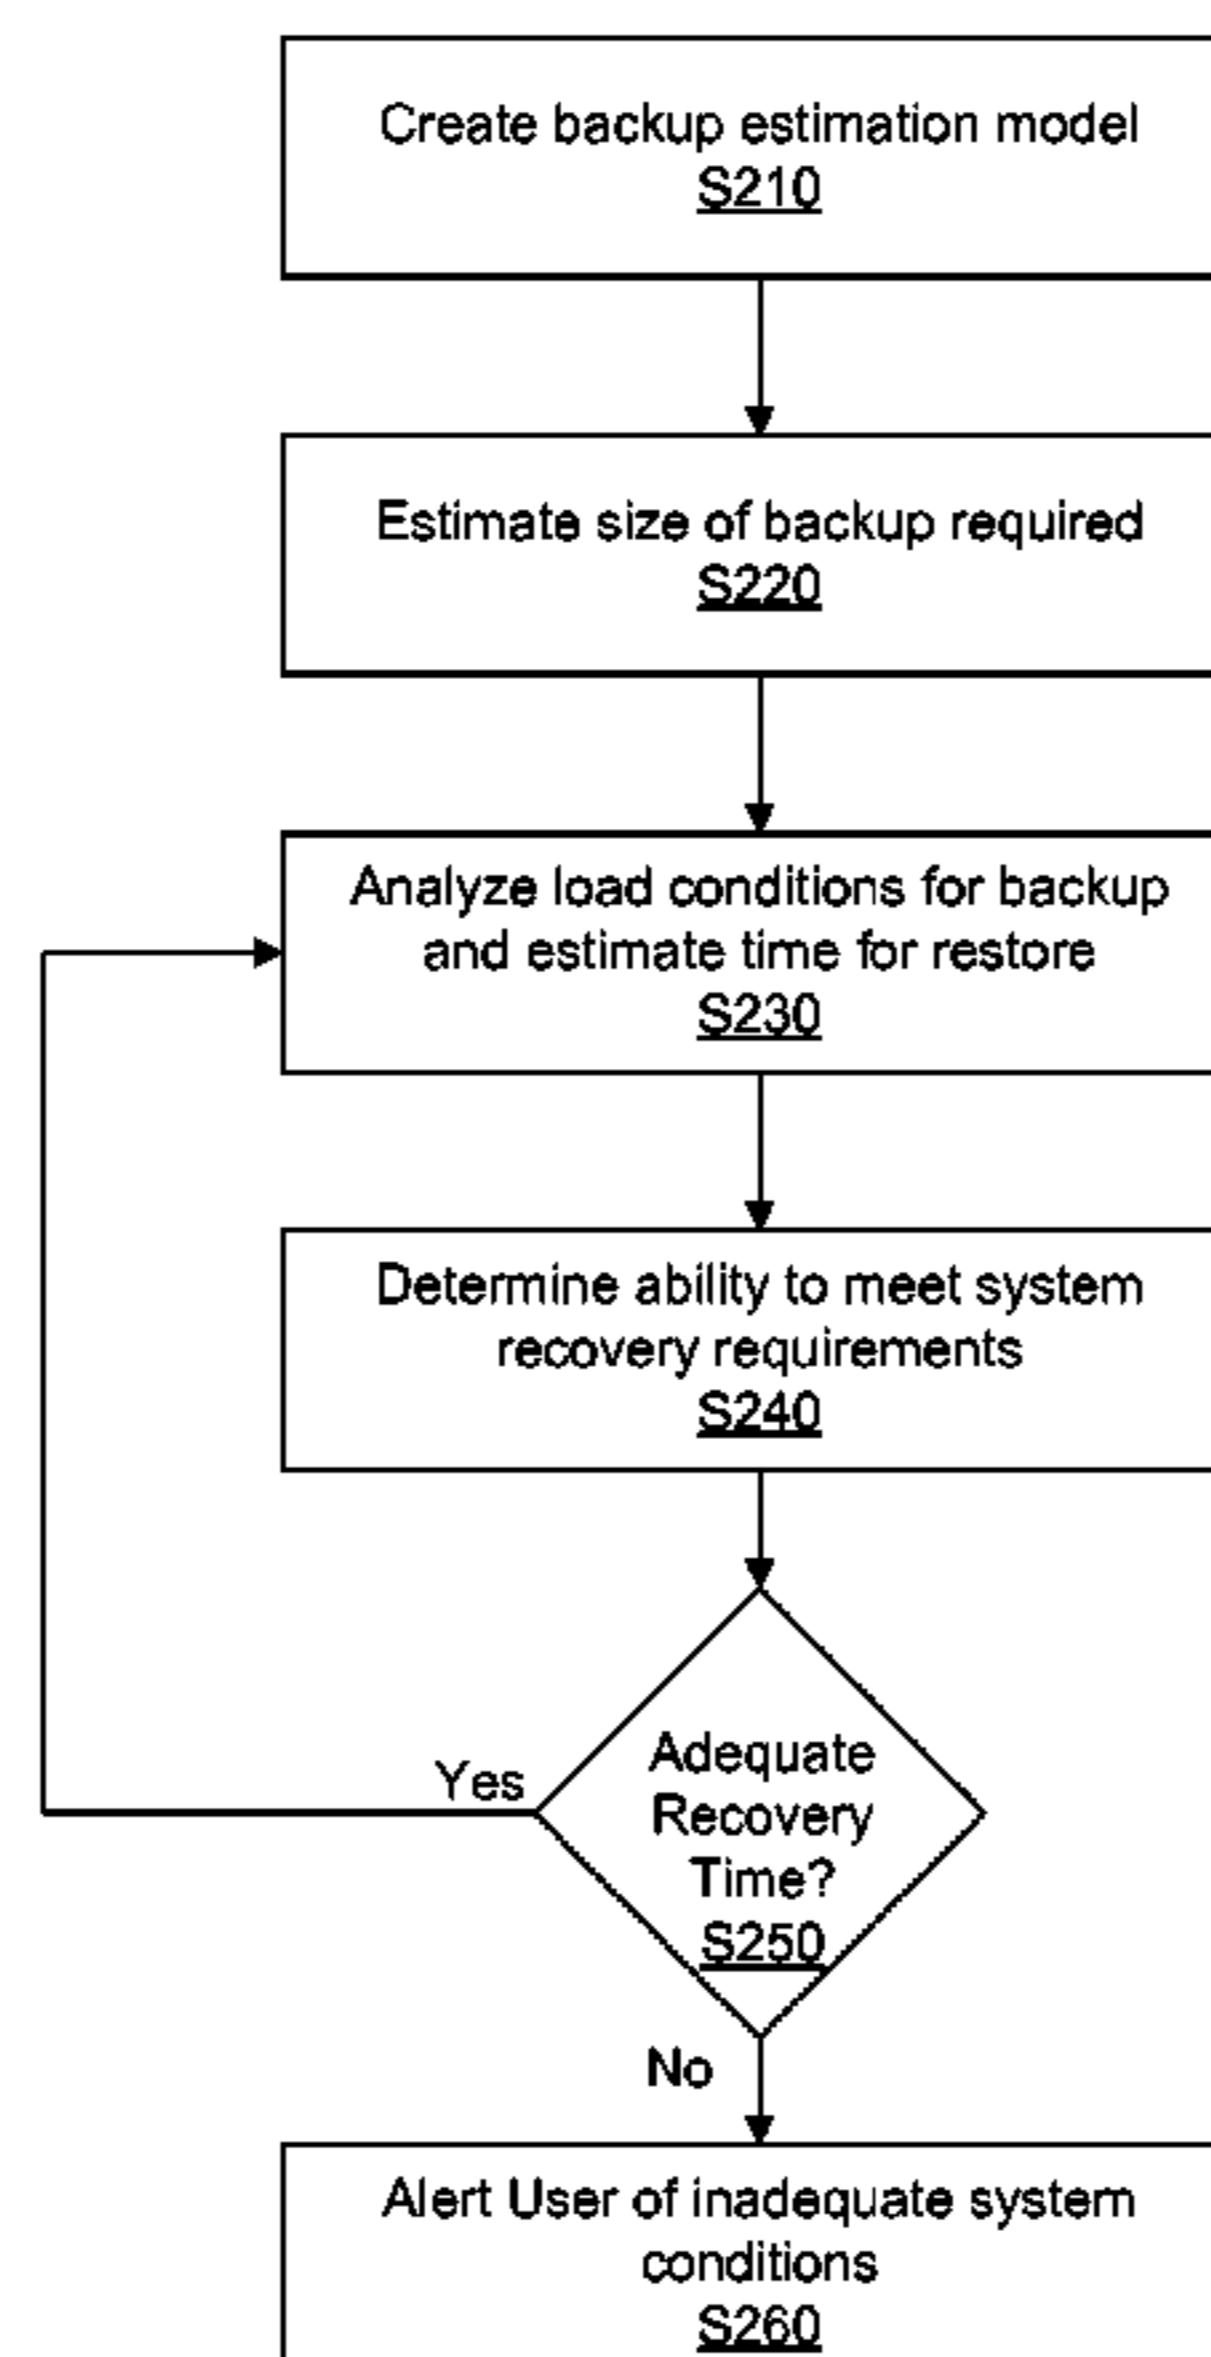 Create backup estimation model
S210
Estimate size of backup required
S220
Analyze load conditions for backup
and estimate time for restore
S230
Determine ability to meet system
recovery requirements
S240
Adequate
Recovery
Time?
S250
Yes
No
Alert User of inadequate system
conditions
S260